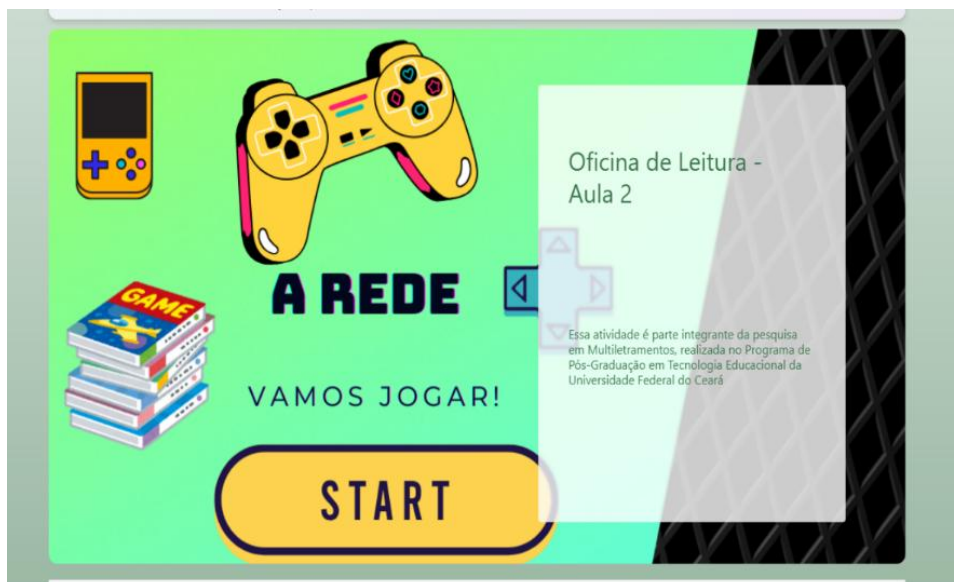 GAME
A REDE
VAMOS JOGAR!
START
Oficina de Leitura -
Aula 2
Essa atividade é parte integrante da pesquisa
em Multiletramentos, realizada no Programa de
Pós-Graduação em Tecnologia Educacional da
Universidade Federal do Ceará